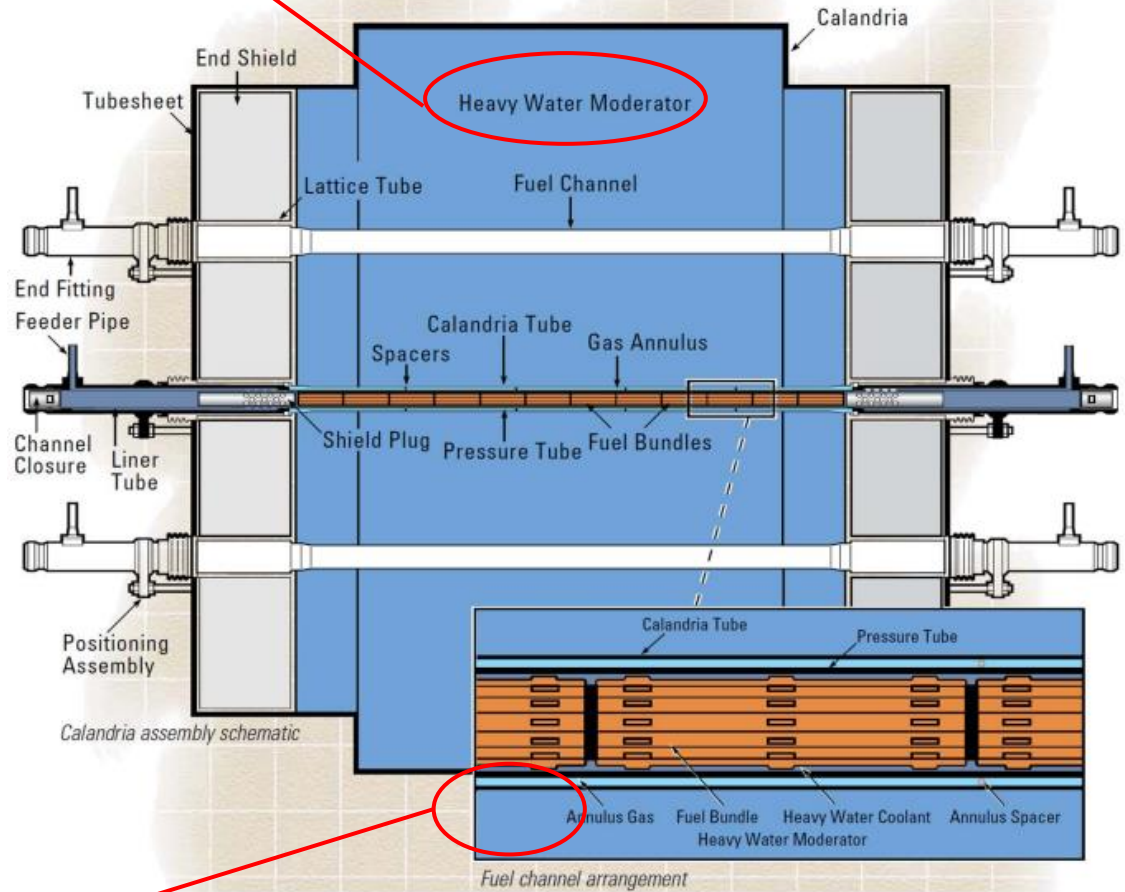 Calandria
End Shield
Tubesheet
Heavy Water Moderator
Lattice Tube
Fuel Channel
End Fitting
Feeder Pipe
Calandria Tube
Spacers
Gas Annulus
Channel
Closure
Liner
Tube
Shield Plug
Pressure Tube
Fuel Bundles
Positioning
Assembly
Calandria assembly schematic
Calandria Tube
Pressure Tube
Annulus Gas
Fuel Bundle
Heavy Water Coolant
Annulus Spacer
Heavy Water Moderator
Fuel channel arrangement